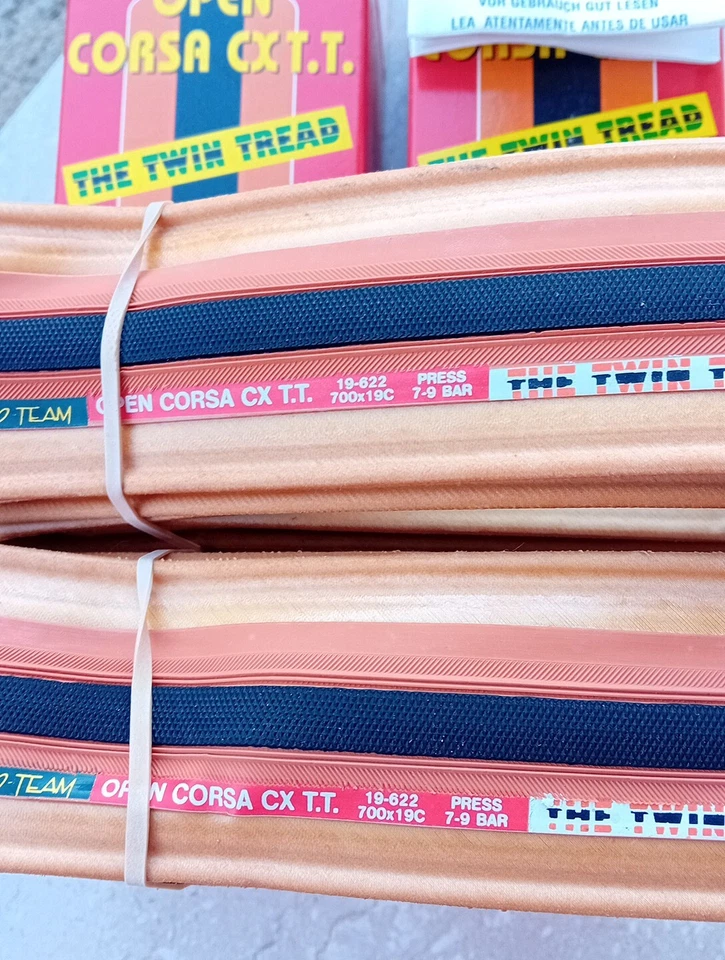 OPEN
CORSA CX T.T.
THE TWIN TREAD
VOR GEBRAUCH GUT LESEN
LEA ATENTAMENTE ANTES DE USAR
CORSA
THE TWIN TREAD
TEAM OPEN CORSA CX T.T. 19-622 700x19C PRESS 7-9 BAR THE TWIN T
-TEAM OPEN CORSA CX T.T. 19-622 700x19C PRESS 7-9 BAR THE TWIN